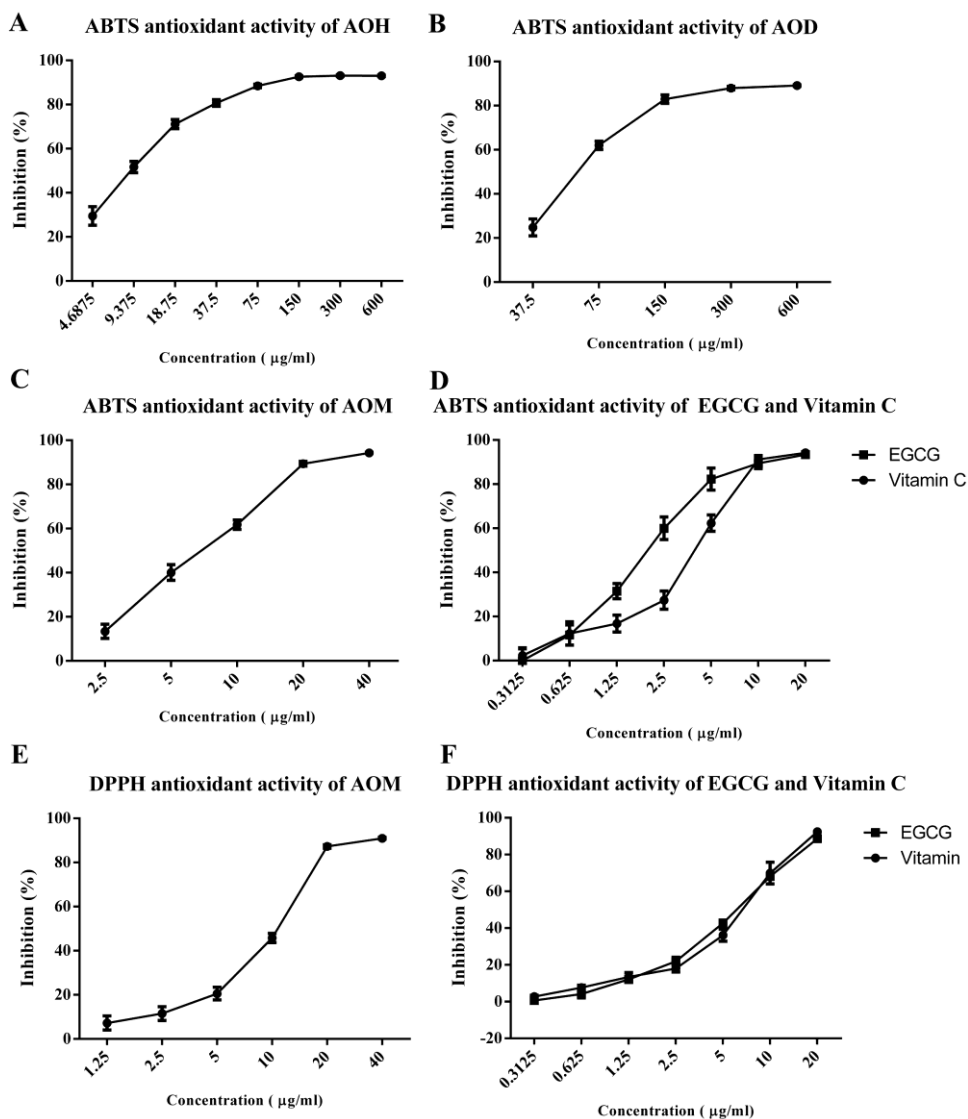 A
ABTS antioxidant activity of AOH
Inhibition (%)
100
80
60
40
20
0
4.6875
9.375
18.75
37.5
75
150
300
600
Concentration ( µg/ml)
B
ABTS antioxidant activity of AOD
Inhibition (%)
100
80
60
40
20
0
37.5
75
150
300
600
Concentration ( µg/ml)
C
ABTS antioxidant activity of AOM
Inhibition (%)
100
80
60
40
20
0
2.5
5
10
20
40
Concentration ( µg/ml)
D
ABTS antioxidant activity of EGCG and Vitamin C
Inhibition (%)
100
80
60
40
20
0
0.3125
0.625
1.25
2.5
5
10
20
Concentration ( µg/ml)
EGCG
Vitamin C
E
DPPH antioxidant activity of AOM
Inhibition (%)
100
80
60
40
20
0
1.25
2.5
5
10
20
40
Concentration ( µg/ml)
F
DPPH antioxidant activity of EGCG and Vitamin C
Inhibition (%)
100
80
60
40
20
0
-20
0.3125
0.625
1.25
2.5
5
10
20
Concentration ( µg/ml)
EGCG
Vitamin